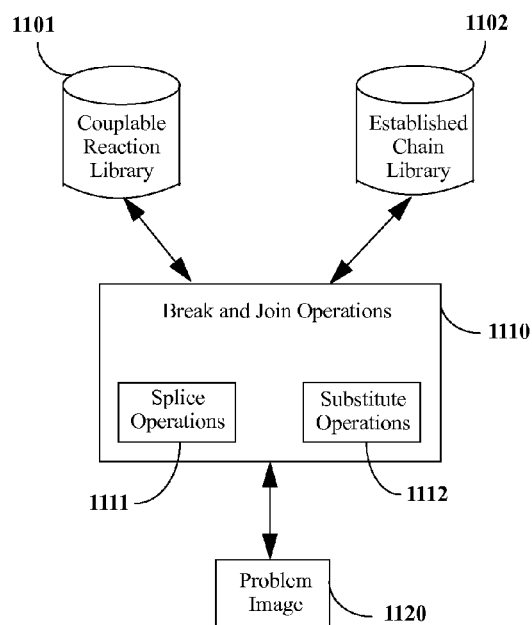 1101
1102
Couplable
Reaction
Library
Established
Chain
Library
Break and Join Operations
1110
Splice
Operations
Substitute
Operations
1111
1112
Problem
Image
1120